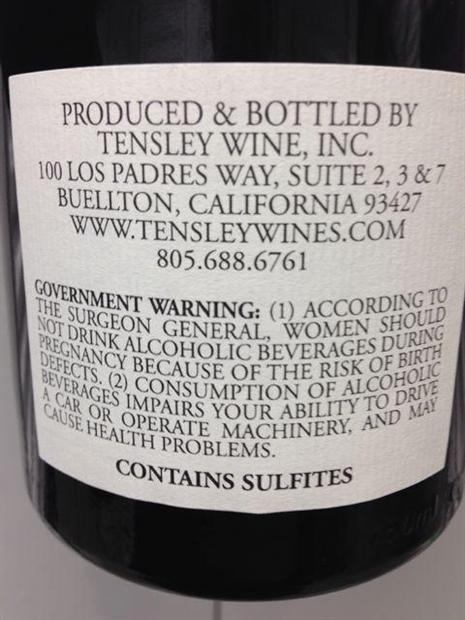 PRODUCED & BOTTLED BY
TENSLEY WINE, INC.
100 LOS PADRES WAY, SUITE 2, 3 & 7
BUELLTON, CALIFORNIA 93427
WWW.TENSLEYWINES.COM
805.688.6761
GOVERNMENT WARNING: (1) ACCORDING TO
THE SURGEON GENERAL, WOMEN SHOULD
NOT DRINK ALCOHOLIC BEVERAGES DURING
PREGNANCY BECAUSE OF THE RISK OF BIRTH
DEFECTS. (2) CONSUMPTION OF ALCOHOLIC
BEVERAGES IMPAIRS YOUR ABILITY TO DRIVE
A CAR OR OPERATE MACHINERY, AND MAY
CAUSE HEALTH PROBLEMS.
CONTAINS SULFITES